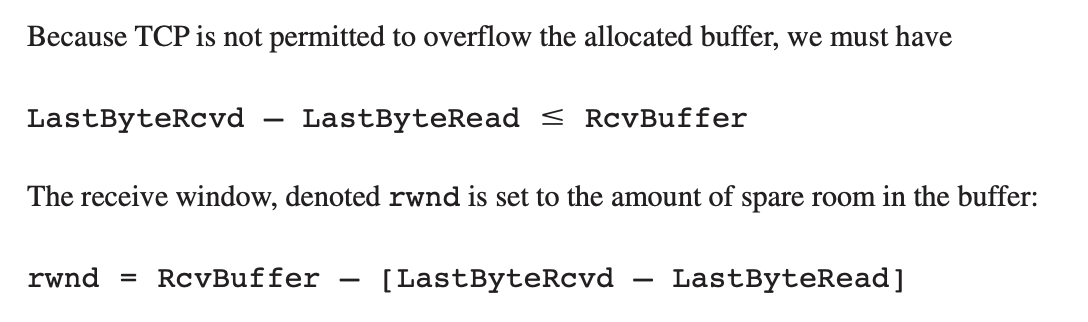 Because TCP is not permitted to overflow the allocated buffer, we must have
LastByteRcvd – LastByteRead ≤ RcvBuffer
The receive window, denoted rwnd is set to the amount of spare room in the buffer:
rwnd = RcvBuffer – [LastByteRcvd – LastByteRead]